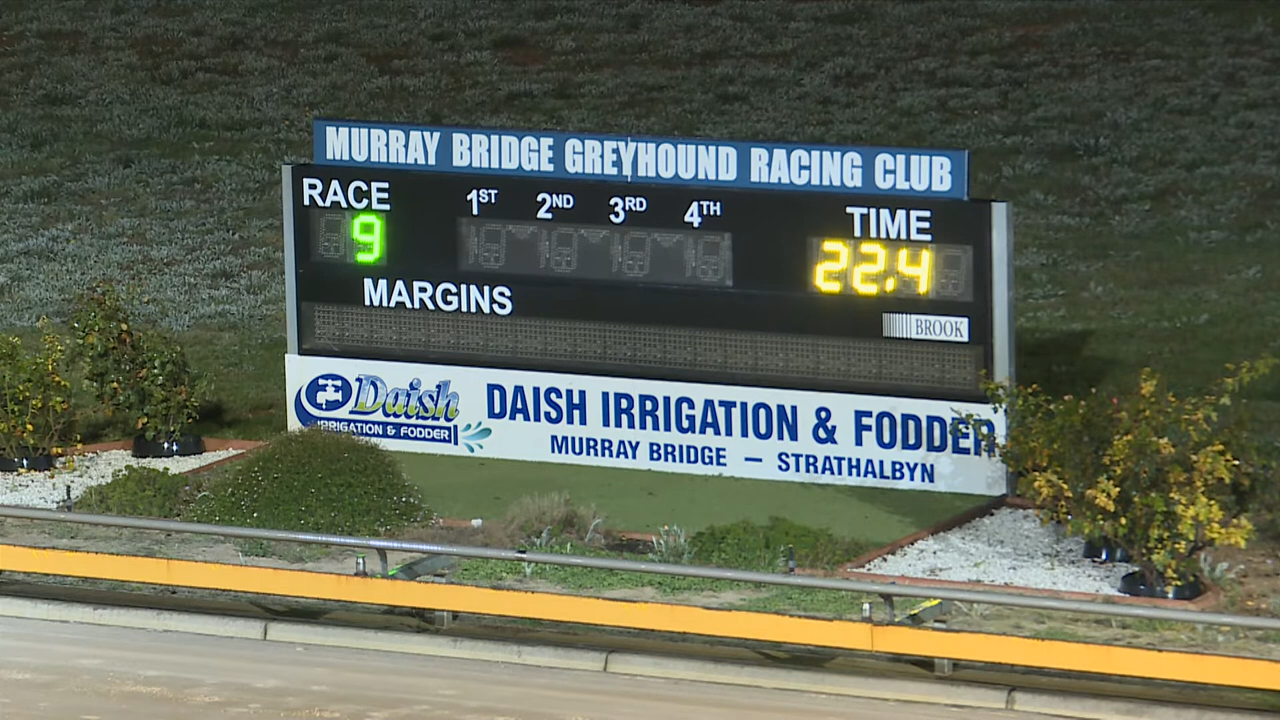 MURRAY BRIDGE GREYHOUND RACING CLUB
RACE 1ST 2ND 3RD 4TH TIME
9 22.4
MARGINS
BROOK
Daish
IRRIGATION & FODDER
DAISH IRRIGATION & FODDER
MURRAY BRIDGE — STRATHALBYN